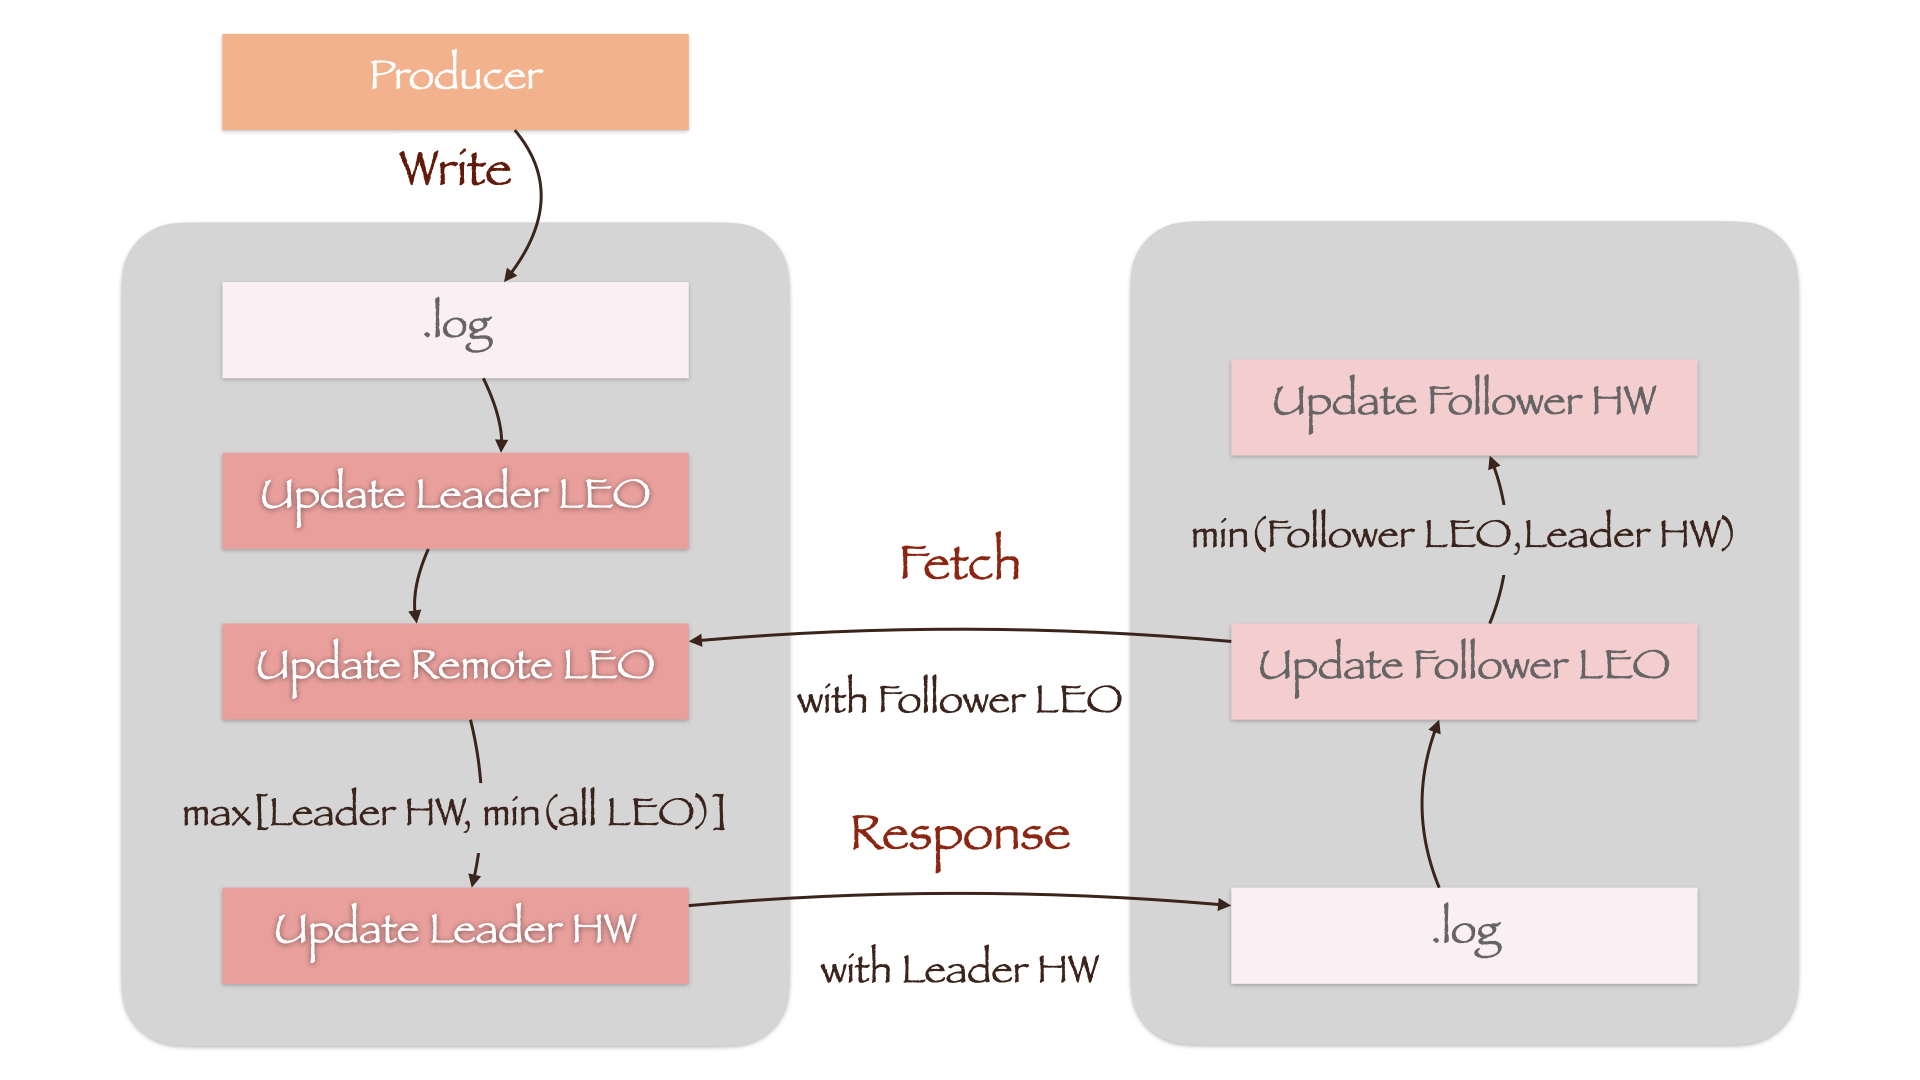 Producer
Write
.log
Update Leader LEO
Update Remote LEO
max[Leader HW, min(all LEO)]
Update Leader HW
Fetch
with Follower LEO
Response
with Leader HW
Update Follower HW
min(Follower LEO,Leader HW)
Update Follower LEO
.log